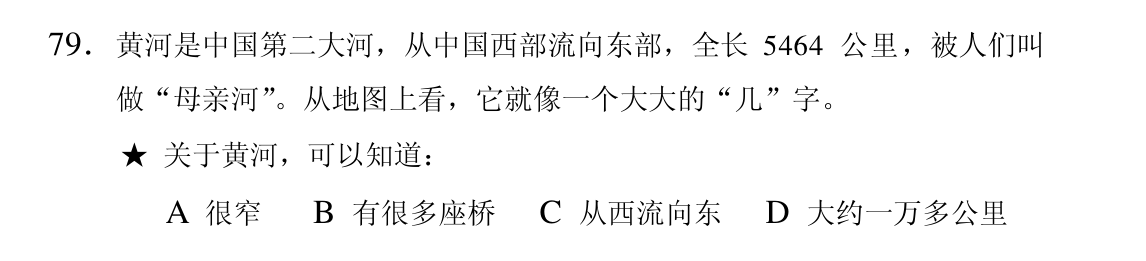 79. 黄河是中国第二大河，从中国西部流向东部，全长 5464 公里，被人们叫
做“母亲河”。从地图上看，它就像一个大大的“几”字。
★ 关于黄河，可以知道：
A 很窄 B 有很多座桥 C 从西流向东 D 大约一万多公里